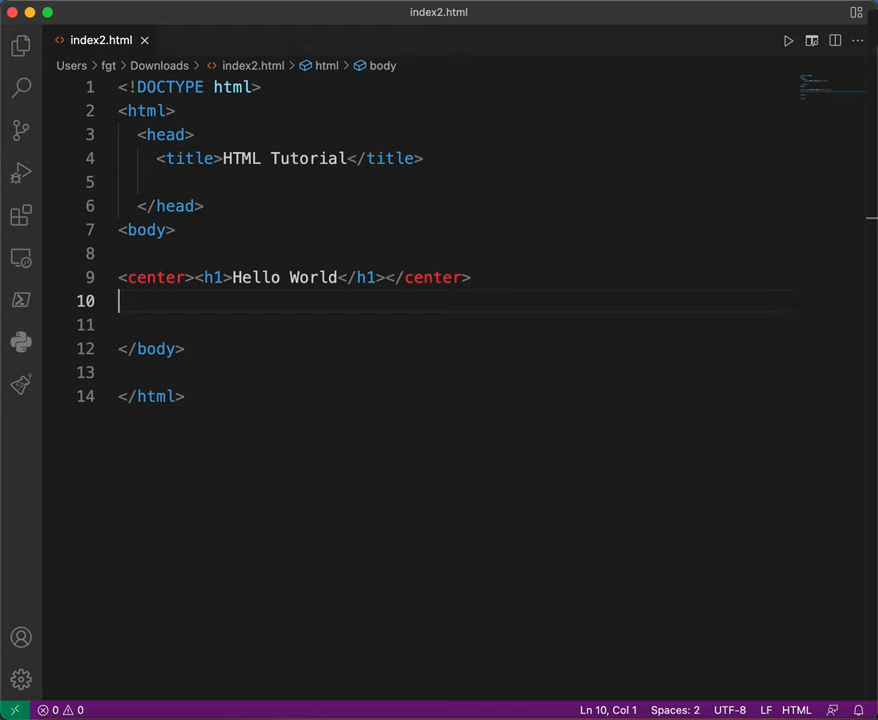 index2.html
index2.html
Users > fgt > Downloads > index2.html > html > body
1 <!DOCTYPE html>
2 <html>
3 <head>
4 <title>HTML Tutorial</title>
5
6 </head>
7 <body>
8
9 <center><h1>Hello World</h1></center>
10
11
12 </body>
13
14 </html>
0 0 Ln 10, Col 1 Spaces: 2 UTF-8 LF HTML